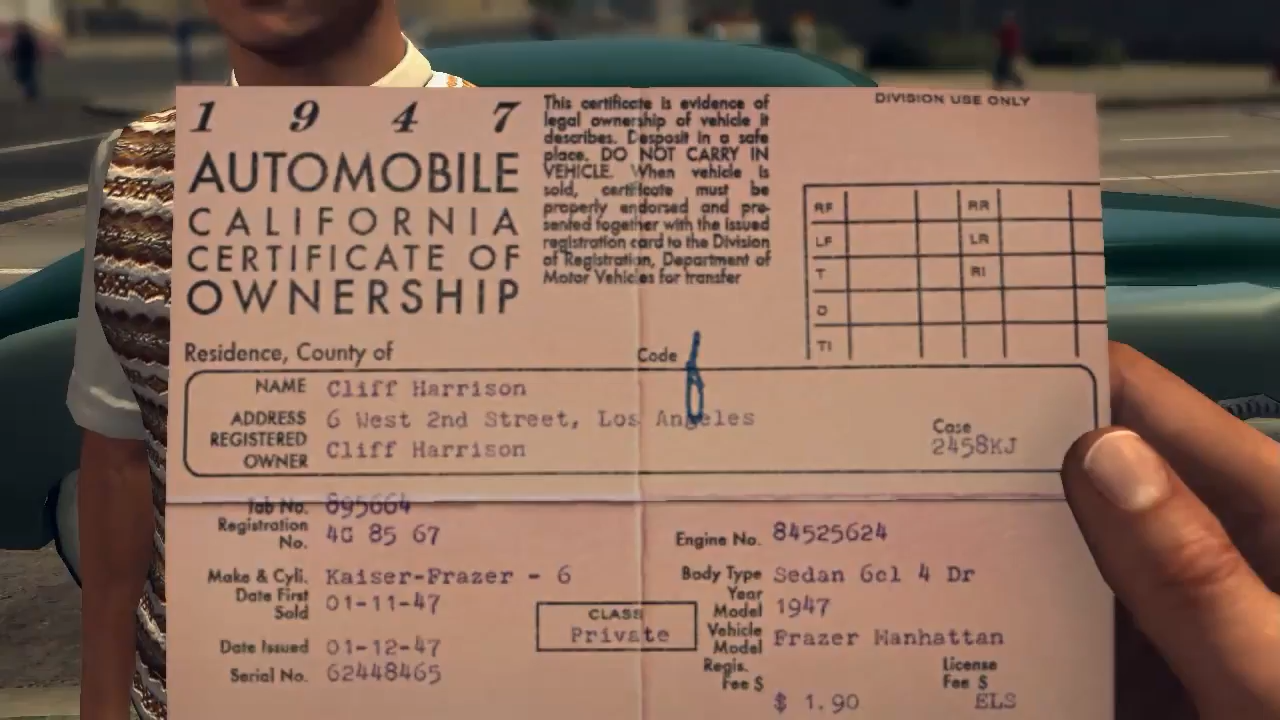 1 9 4 7
AUTOMOBILE
CALIFORNIA
CERTIFICATE OF
OWNERSHIP
This certificate is evidence of
legal ownership of vehicle it
describes. Desposit in a safe
place. DO NOT CARRY IN
VEHICLE. When vehicle is
sold, certificate must be
properly endorsed and pre-
sented together with the issued
registration card to the Division
of Registration, Department of
Motor Vehicles for transfer
DIVISION USE ONLY
RF RR
LF LR
T RI
O
TI
Residence, County of
Code 6
NAME Cliff Harrison
ADDRESS 6 West 2nd Street, Los Angeles
REGISTERED OWNER Cliff Harrison
Case
2458KJ
Tab No. 895664
Registration No. 4G 85 67
Make & Cyli. Kaiser-Frazer - 6
Date First Sold 01-11-47
Date Issued 01-12-47
Serial No. 62448465
CLASS
Private
Engine No. 84525624
Body Type Sedan 6cl 4 Dr
Year Model 1947
Vehicle Model Frazer Manhattan
Regis. Fee $ $ 1.90
License Fee $ ELS